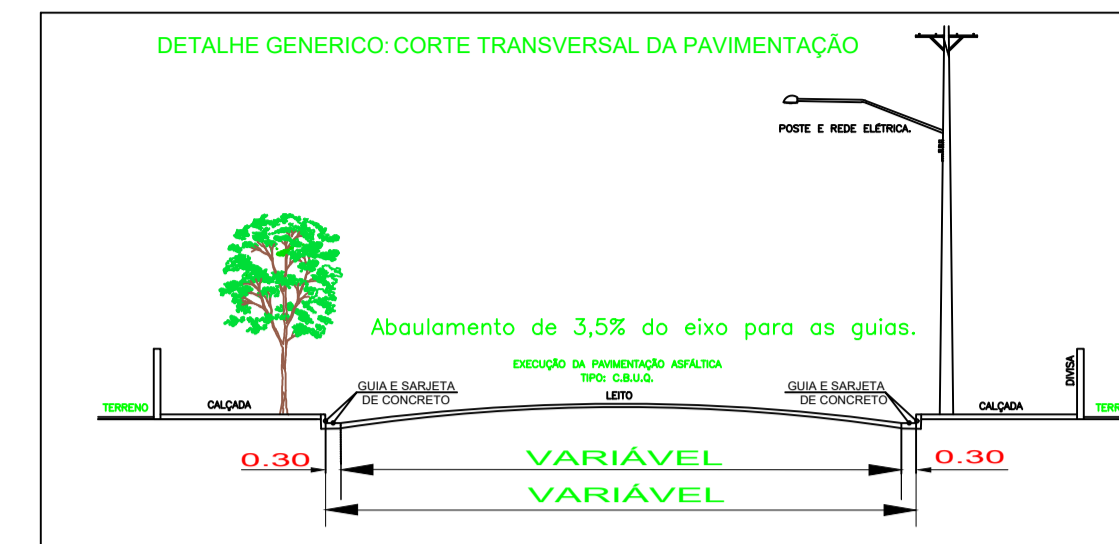 DETALHE GENERICO: CORTE TRANSVERSAL DA PAVIMENTAÇÃO
POSTE E REDE ELÉTRICA.
Abaulamento de 3,5% do eixo para as guias.
EXECUÇÃO DA PAVIMENTAÇÃO ASFÁLTICA
TIPO: C.B.U.Q.
LEITO
GUIA E SARJETA
DE CONCRETO
GUIA E SARJETA
DE CONCRETO
DIVISA
TERRENO
CALÇADA
CALÇADA
TERR
0.30
VARIÁVEL
0.30
VARIÁVEL